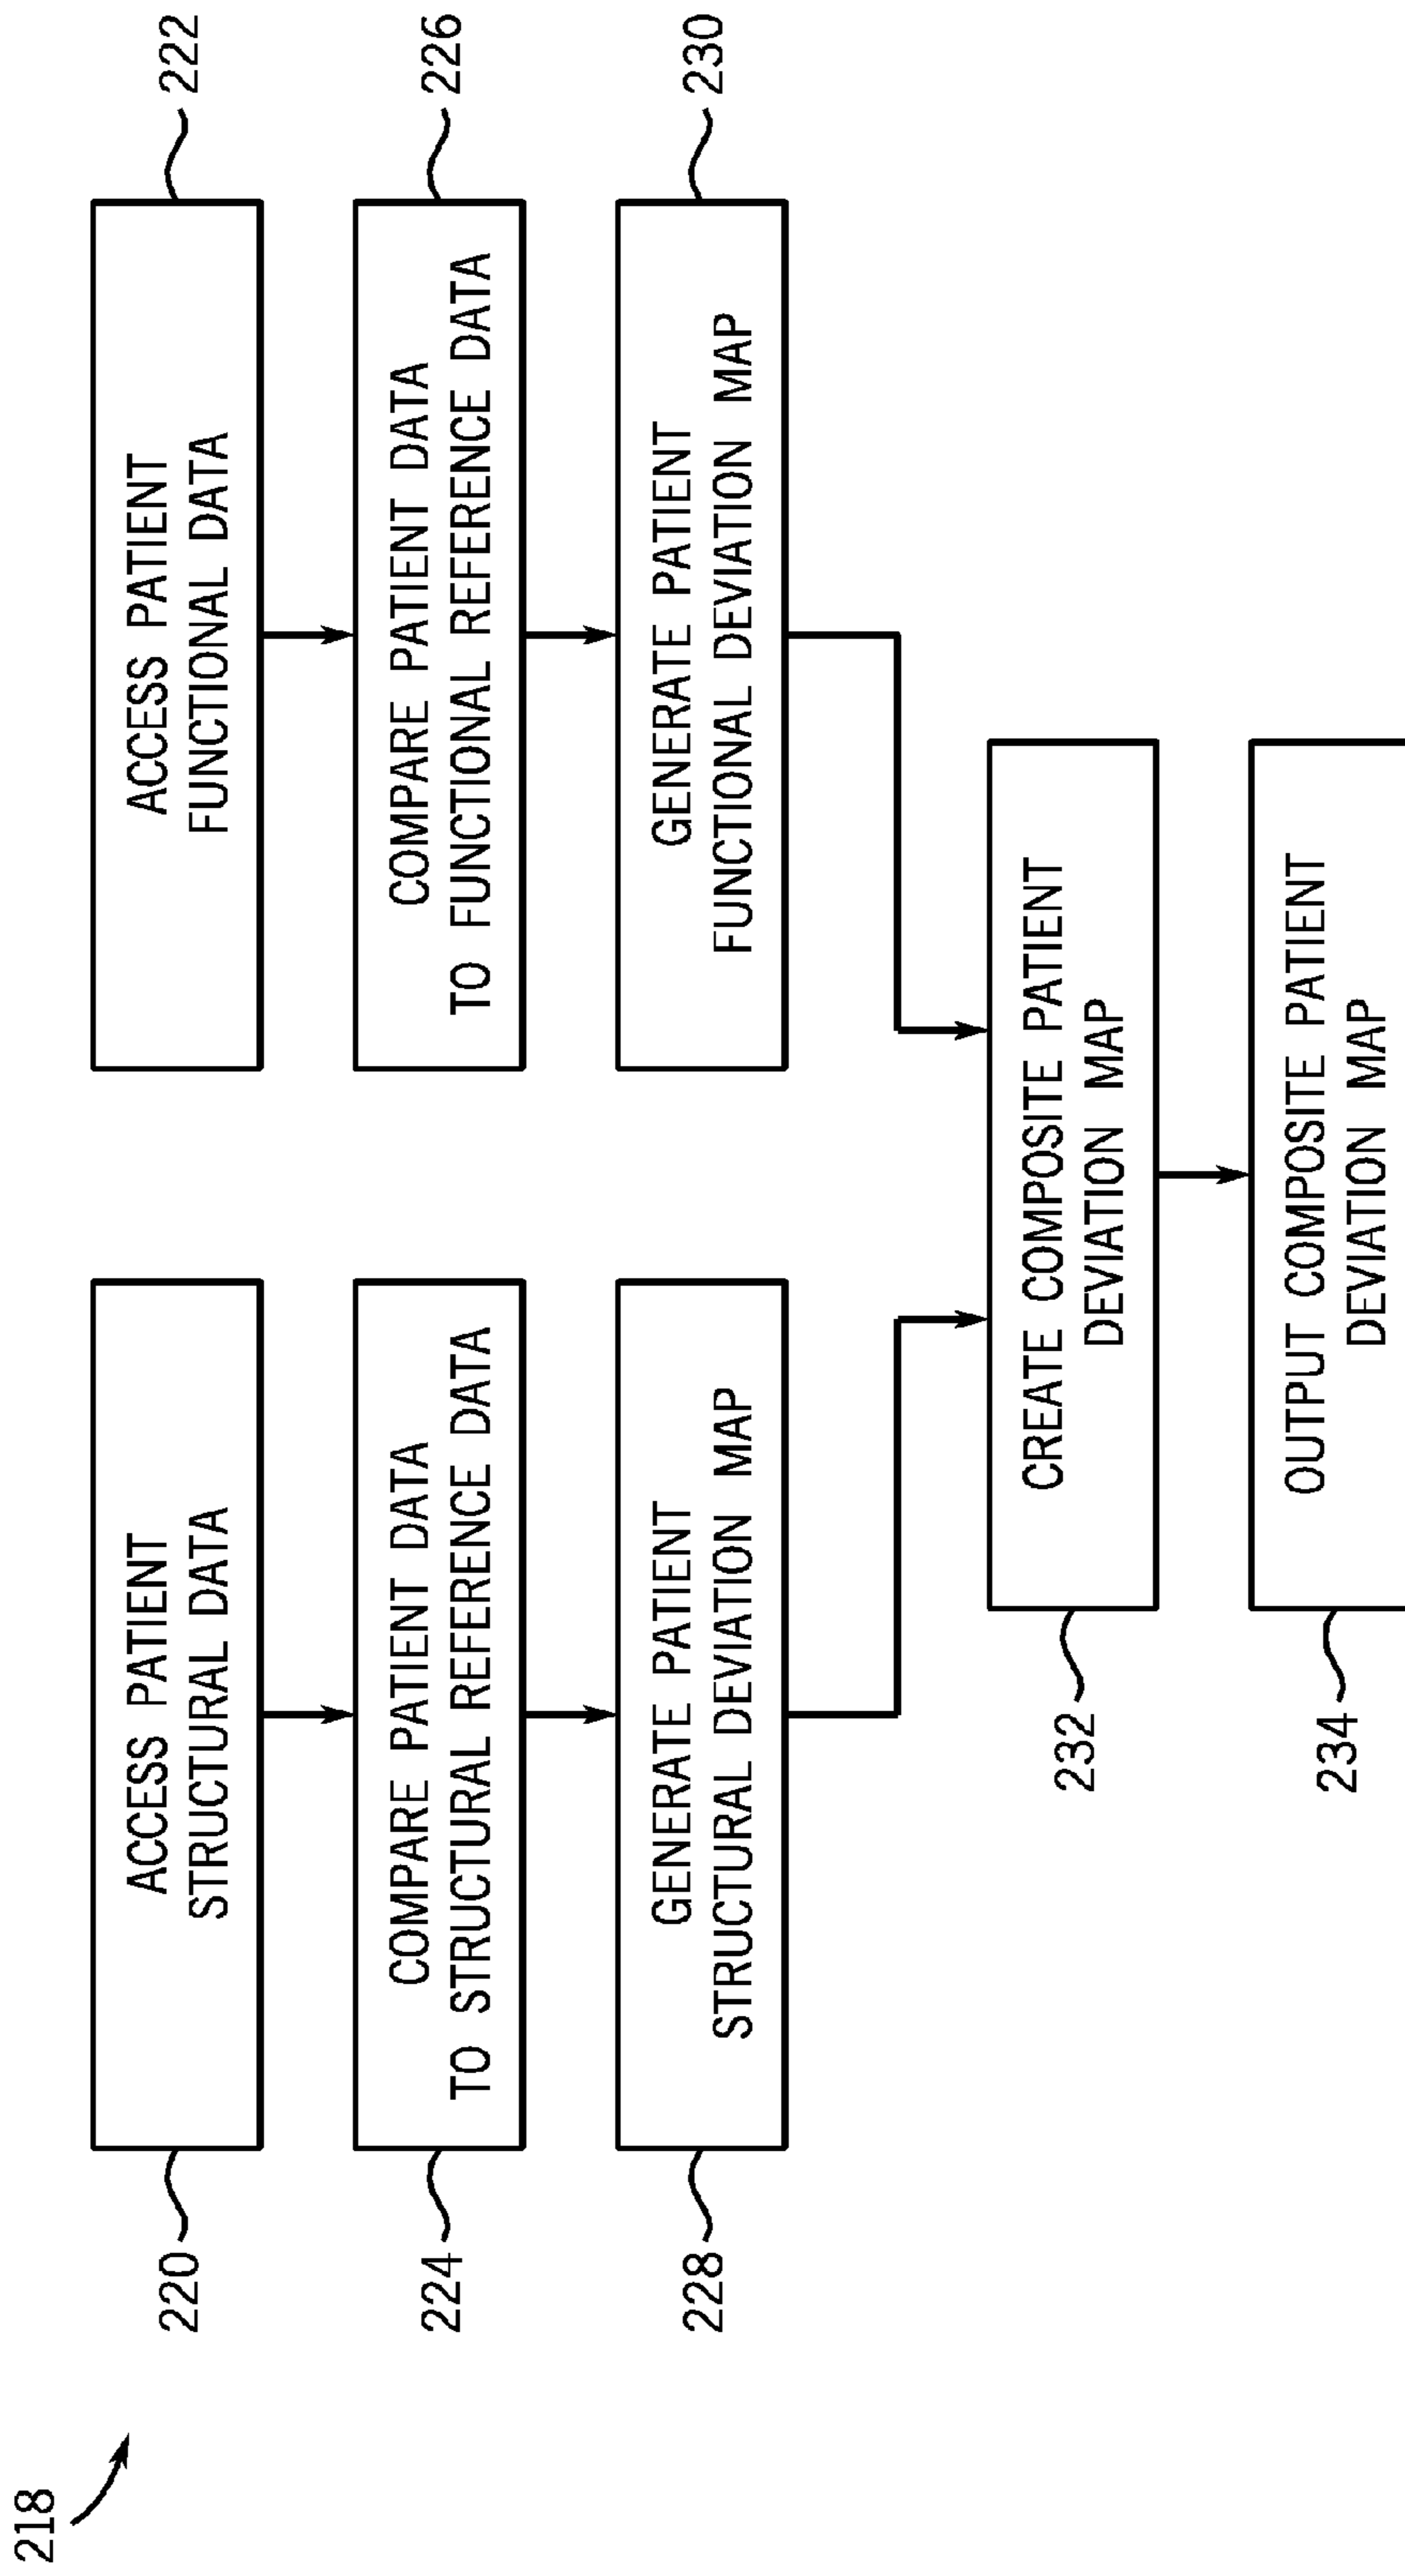 218
220
ACCESS PATIENT
STRUCTURAL DATA
ACCESS PATIENT
FUNCTIONAL DATA
222
224
COMPARE PATIENT DATA
TO STRUCTURAL REFERENCE DATA
COMPARE PATIENT DATA
TO FUNCTIONAL REFERENCE DATA
226
228
GENERATE PATIENT
STRUCTURAL DEVIATION MAP
GENERATE PATIENT
FUNCTIONAL DEVIATION MAP
230
232
CREATE COMPOSITE PATIENT
DEVIATION MAP
234
OUTPUT COMPOSITE PATIENT
DEVIATION MAP